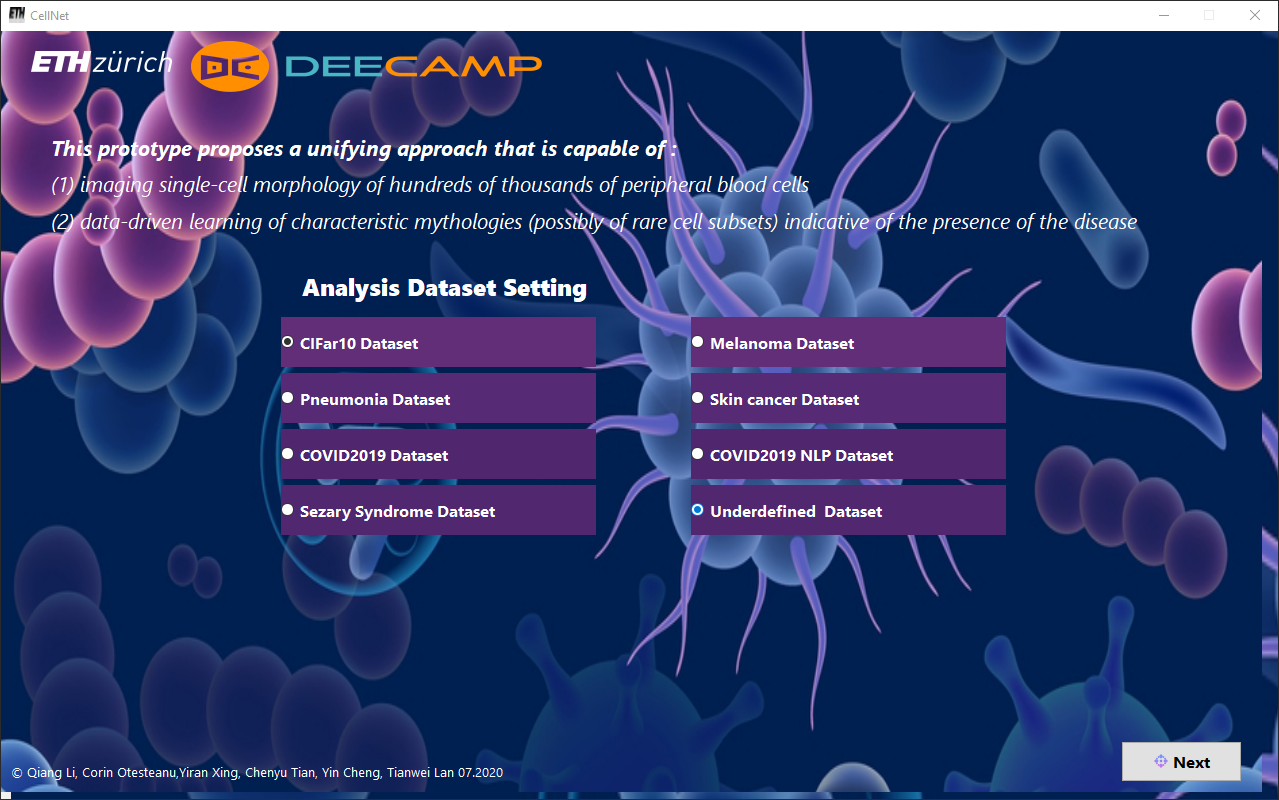 CellNet
ETH zürich DEECAMP
This prototype proposes a unifying approach that is capable of :
(1) imaging single-cell morphology of hundreds of thousands of peripheral blood cells
(2) data-driven learning of characteristic mythologies (possibly of rare cell subsets) indicative of the presence of the disease
Analysis Dataset Setting
CIFar10 Dataset
Melanoma Dataset
Pneumonia Dataset
Skin cancer Dataset
COVID2019 Dataset
COVID2019 NLP Dataset
Sezary Syndrome Dataset
Underdefined  Dataset
Next
© Qiang Li, Corin Otesteanu,Yiran Xing, Chenyu Tian, Yin Cheng, Tianwei Lan 07.2020